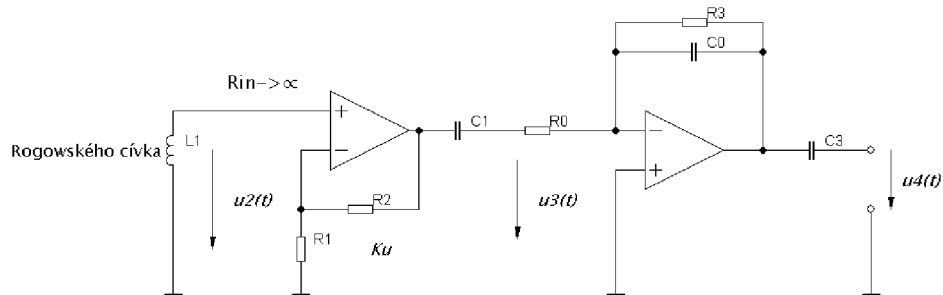 R3
C0
Rin->∝
C1
R0
C3
L1
Rogowského cívka
u2(t)
R2
u3(t)
u4(t)
R1
Ku